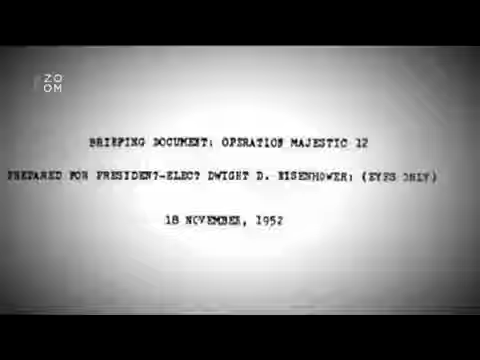 ZO
OM
BRIEFING DOCUMENT: OPERATION MAJESTIC 12
PREPARED FOR PRESIDENT-ELECT DWIGHT D. EISENHOWER: (EYES ONLY)
18 NOVEMBER, 1952